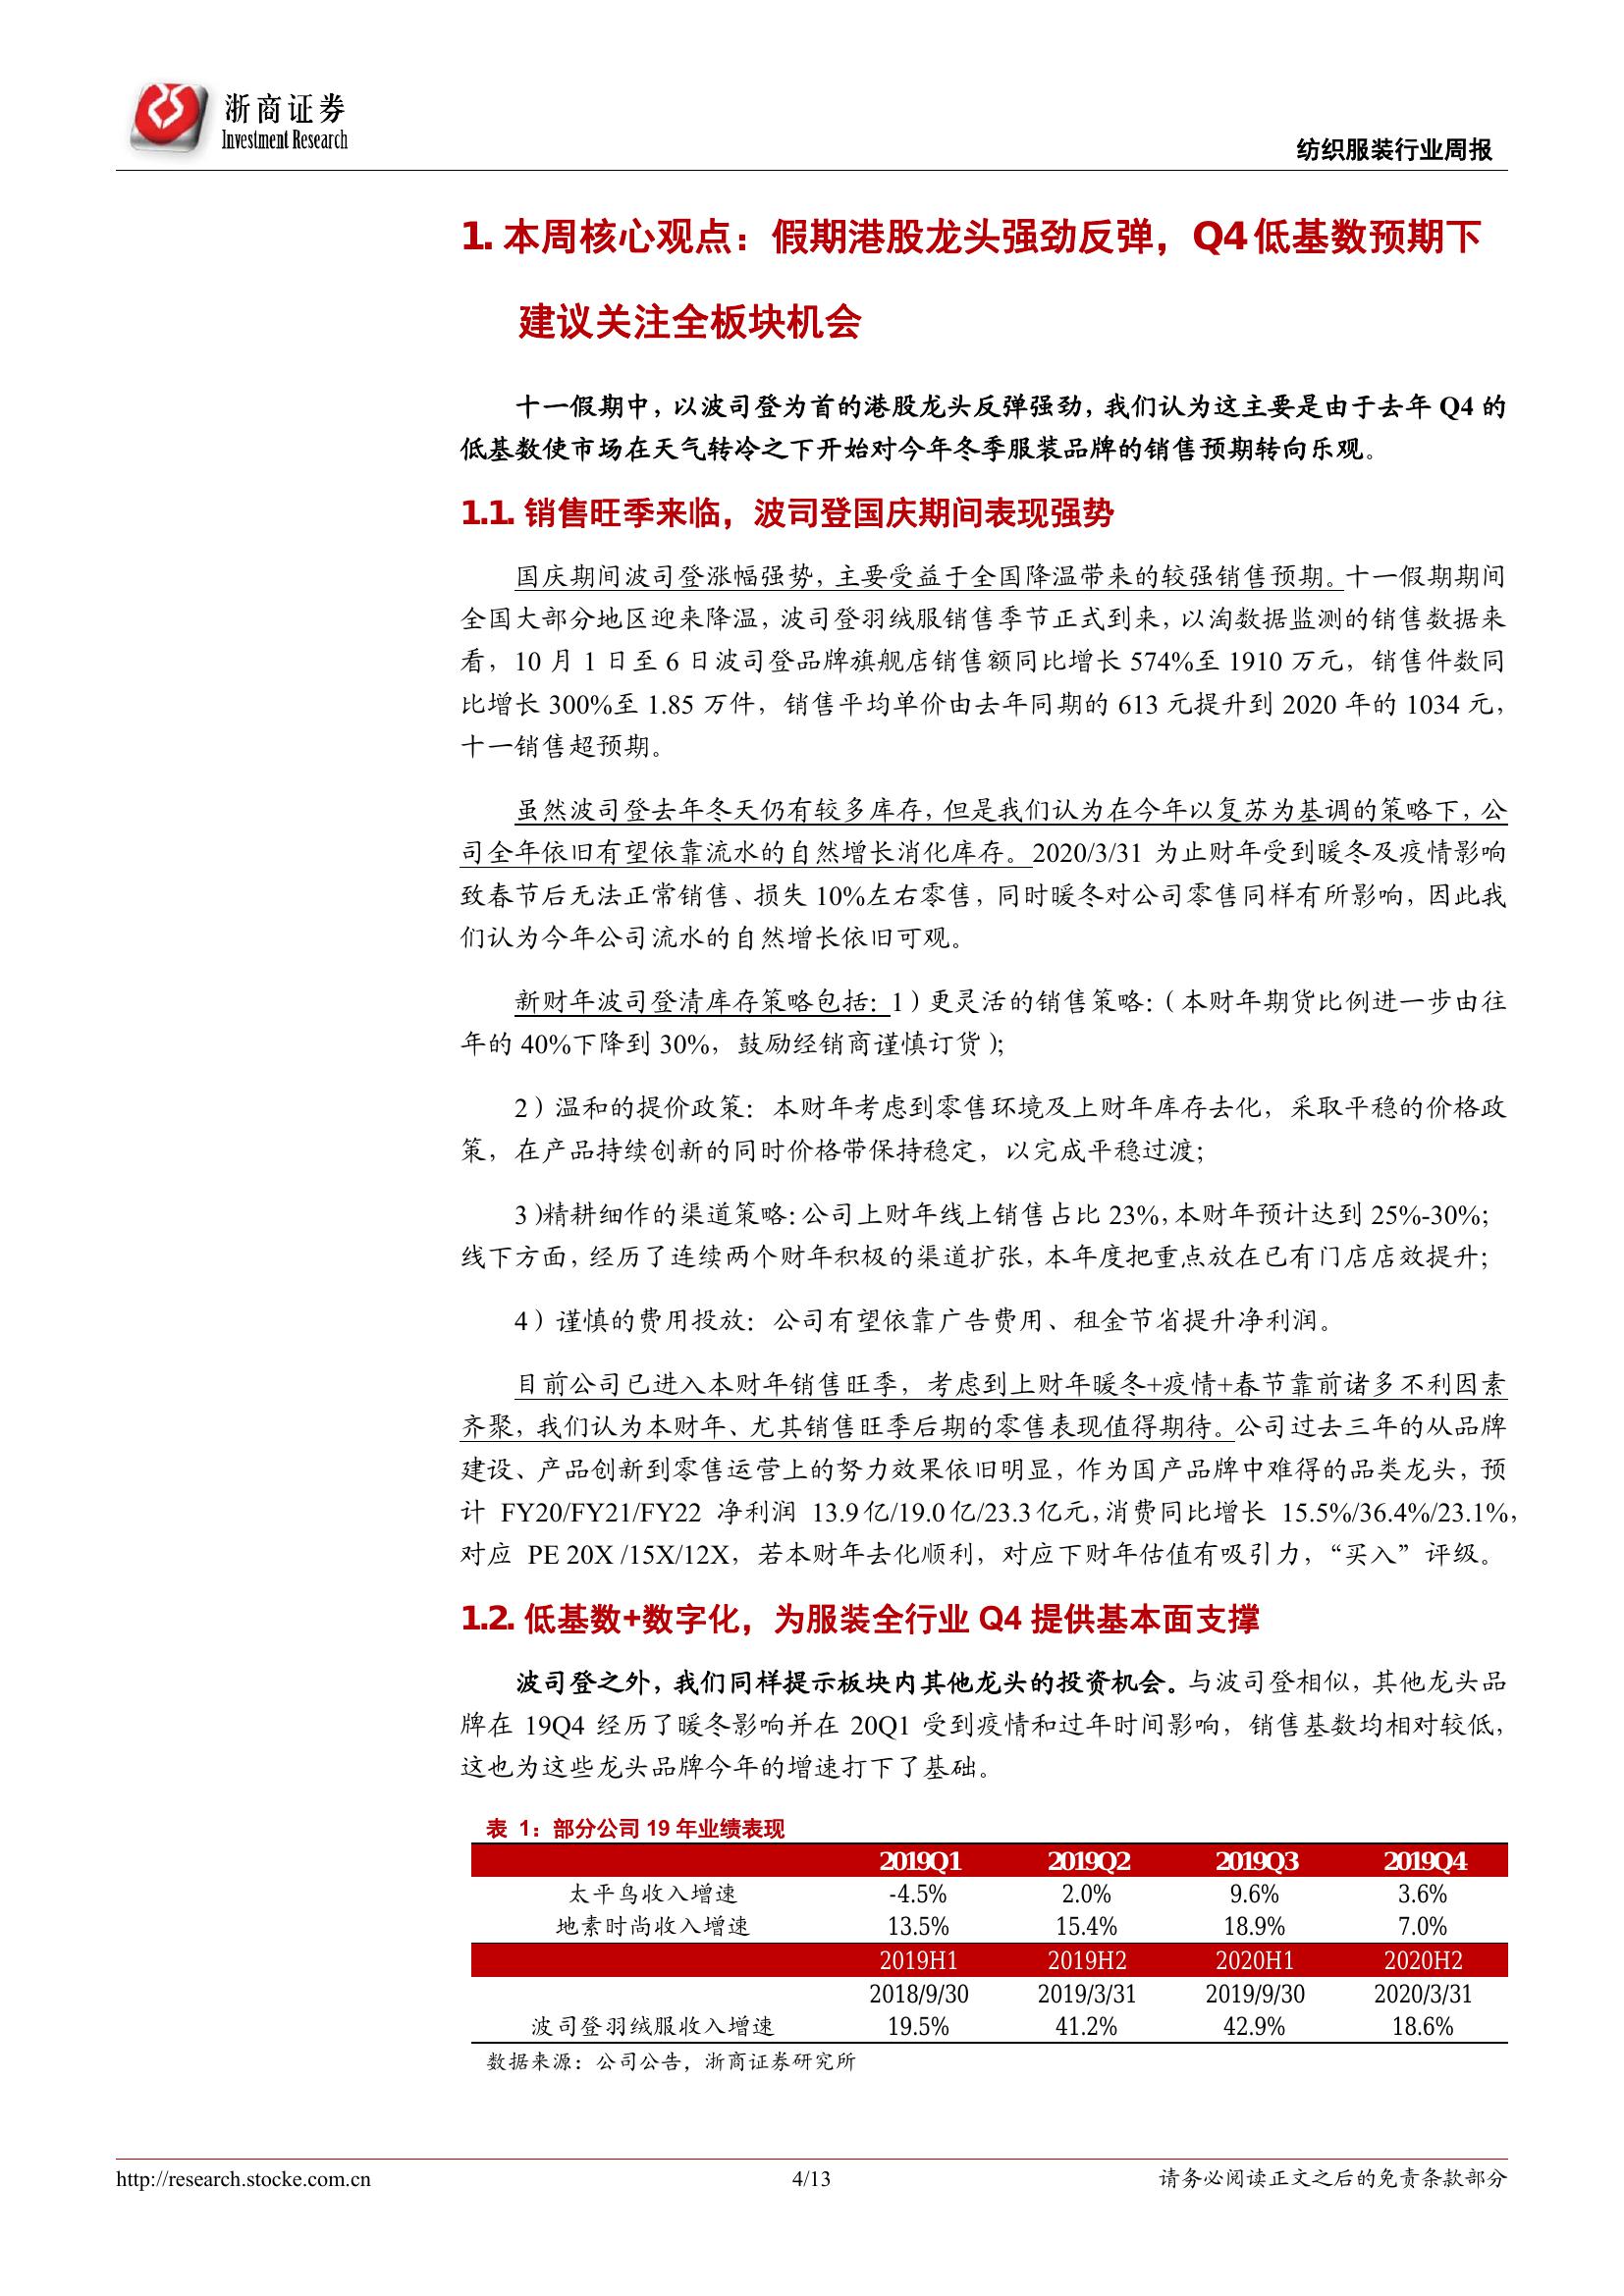 浙商证券
Investment Research
纺织服装行业周报
1. 本周核心观点：假期港股龙头强劲反弹，Q4低基数预期下
建议关注全板块机会
十一假期中，以波司登为首的港股龙头反弹强劲，我们认为这主要是由于去年 Q4 的
低基数使市场在天气转冷之下开始对今年冬季服装品牌的销售预期转向乐观。
1.1. 销售旺季来临，波司登国庆期间表现强势
国庆期间波司登涨幅强势，主要受益于全国降温带来的较强销售预期。十一假期期间
全国大部分地区迎来降温，波司登羽绒服销售季节正式到来，以淘数据监测的销售数据来
看，10 月 1 日至 6 日波司登品牌旗舰店销售额同比增长 574%至 1910 万元，销售件数同
比增长 300%至 1.85 万件，销售平均单价由去年同期的 613 元提升到 2020 年的 1034 元，
十一销售超预期。
虽然波司登去年冬天仍有较多库存，但是我们认为在今年以复苏为基调的策略下，公
司全年依旧有望依靠流水的自然增长消化库存。2020/3/31 为止财年受到暖冬及疫情影响
致春节后无法正常销售、损失 10%左右零售，同时暖冬对公司零售同样有所影响，因此我
们认为今年公司流水的自然增长依旧可观。
新财年波司登清库存策略包括：1）更灵活的销售策略：（本财年期货比例进一步由往
年的 40%下降到 30%，鼓励经销商谨慎订货）；
2）温和的提价政策：本财年考虑到零售环境及上财年库存去化，采取平稳的价格政
策，在产品持续创新的同时价格带保持稳定，以完成平稳过渡；
3）精耕细作的渠道策略：公司上财年线上销售占比 23%，本财年预计达到 25%-30%；
线下方面，经历了连续两个财年积极的渠道扩张，本年度把重点放在已有门店店效提升；
4）谨慎的费用投放：公司有望依靠广告费用、租金节省提升净利润。
目前公司已进入本财年销售旺季，考虑到上财年暖冬+疫情+春节靠前诸多不利因素
齐聚，我们认为本财年、尤其销售旺季后期的零售表现值得期待。公司过去三年的从品牌
建设、产品创新到零售运营上的努力效果依旧明显，作为国产品牌中难得的品类龙头，预
计 FY20/FY21/FY22 净利润 13.9亿/19.0亿/23.3亿元，消费同比增长 15.5%/36.4%/23.1%，
对应 PE 20X /15X/12X，若本财年去化顺利，对应下财年估值有吸引力，“买入”评级。
1.2. 低基数+数字化，为服装全行业 Q4 提供基本面支撑
波司登之外，我们同样提示板块内其他龙头的投资机会。与波司登相似，其他龙头品
牌在 19Q4 经历了暖冬影响并在 20Q1 受到疫情和过年时间影响，销售基数均相对较低，
这也为这些龙头品牌今年的增速打下了基础。
表 1：部分公司 19 年业绩表现
2019Q1 2019Q2 2019Q3 2019Q4
太平鸟收入增速 -4.5% 2.0% 9.6% 3.6%
地素时尚收入增速 13.5% 15.4% 18.9% 7.0%
2019H1 2019H2 2020H1 2020H2
2018/9/30 2019/3/31 2019/9/30 2020/3/31
波司登羽绒服收入增速 19.5% 41.2% 42.9% 18.6%
数据来源：公司公告，浙商证券研究所
http://research.stocke.com.cn 4/13 请务必阅读正文之后的免责条款部分